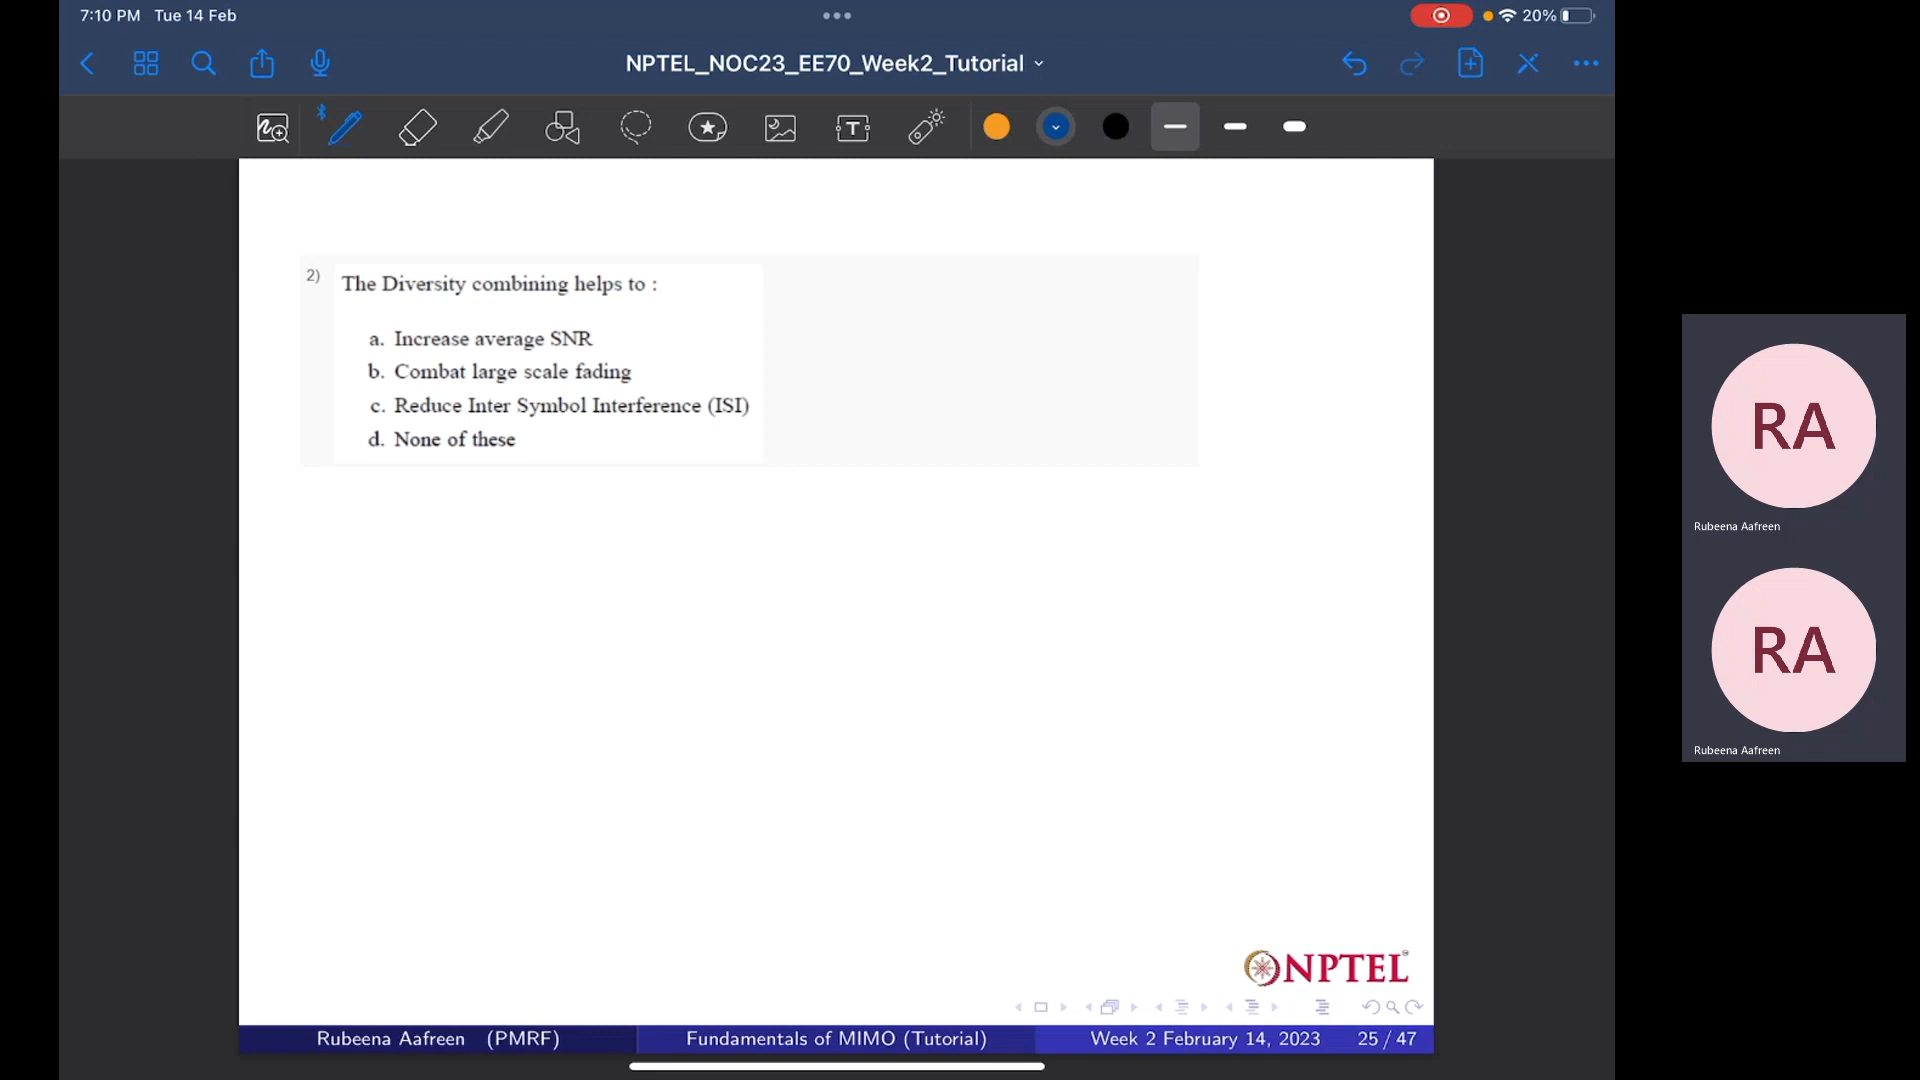 7:10 PM Tue 14 Feb
20%
NPTEL_NOC23_EE70_Week2_Tutorial
T
2) The Diversity combining helps to :
a. Increase average SNR
b. Combat large scale fading
c. Reduce Inter Symbol Interference (ISI)
d. None of these
RA
Rubeena Aafreen
RA
Rubeena Aafreen
NPTEL
Rubeena Aafreen (PMRF) Fundamentals of MIMO (Tutorial) Week 2 February 14, 2023 25 / 47